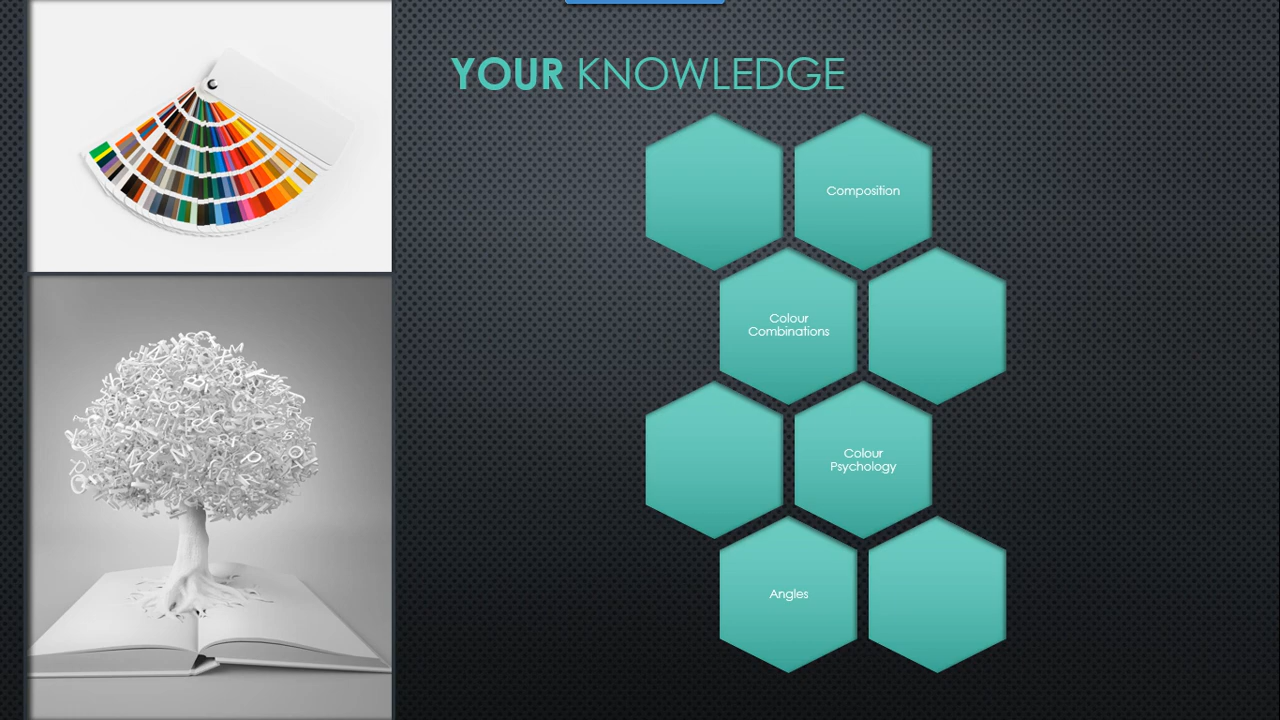 YOUR KNOWLEDGE
Composition
Colour
Combinations
Colour
Psychology
Angles